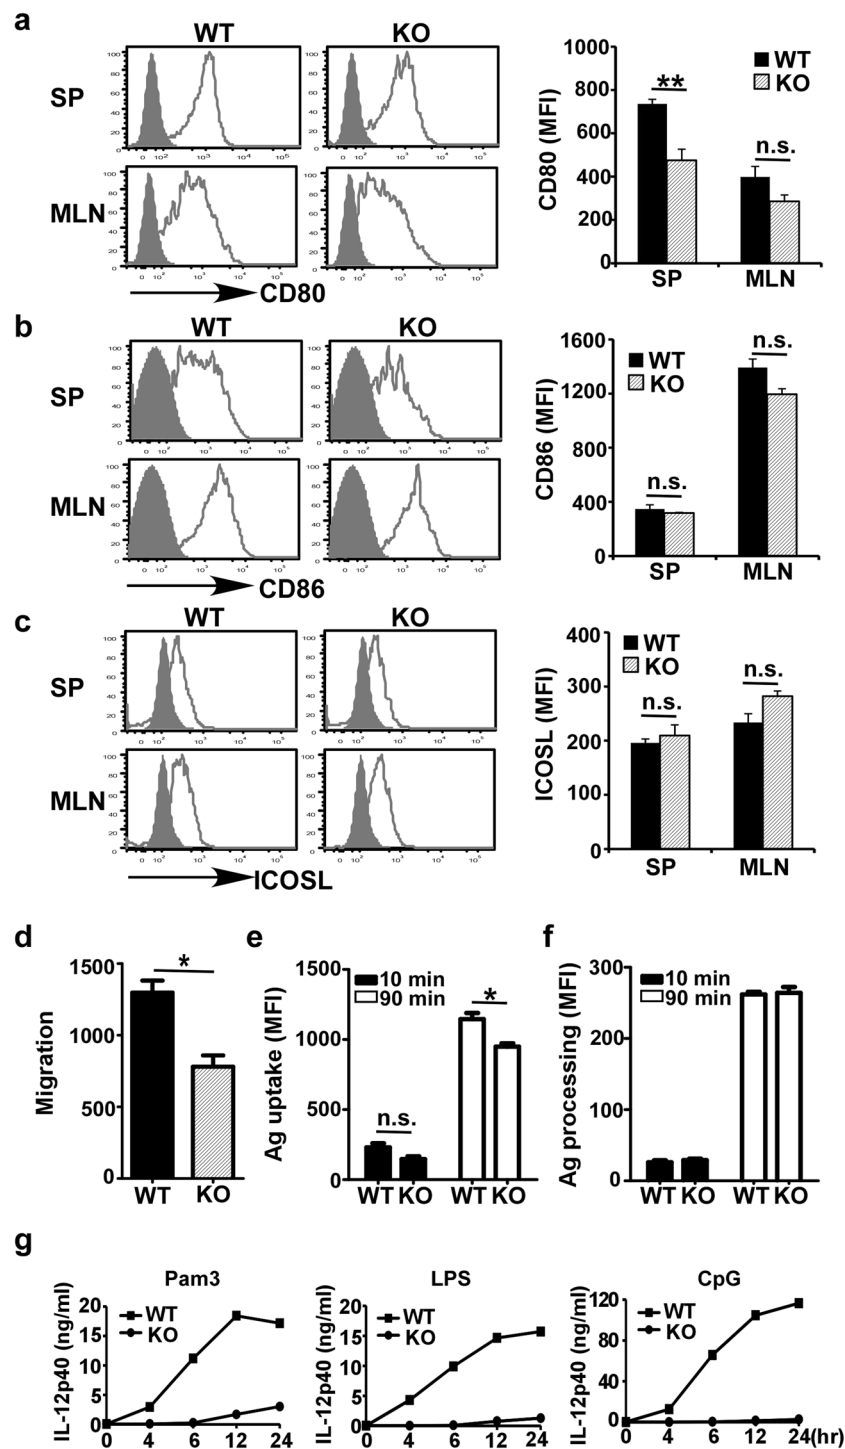 a
WT KO
SP
MLN
CD80
CD80 (MFI)
1000
800
600
400
200
0
WT
KO
**
n.s.
SP MLN
b
WT KO
SP
MLN
CD86
CD86 (MFI)
1600
1200
800
400
0
WT
KO
n.s.
n.s.
SP MLN
c
WT KO
SP
MLN
ICOSL
ICOSL (MFI)
400
300
200
100
0
WT
KO
n.s.
n.s.
SP MLN
d
Migration
1500
1000
500
0
*
WT KO
e
Ag uptake (MFI)
1500
1000
500
0
10 min
90 min
n.s.
*
WT KO WT KO
f
Ag processing (MFI)
300
200
100
0
10 min
90 min
WT KO WT KO
g
Pam3
IL-12p40 (ng/ml)
20
15
10
5
0
WT
KO
0 4 6 12 24
LPS
IL-12p40 (ng/ml)
20
15
10
5
0
WT
KO
0 4 6 12 24
CpG
IL-12p40 (ng/ml)
120
80
40
0
WT
KO
0 4 6 12 24(hr)